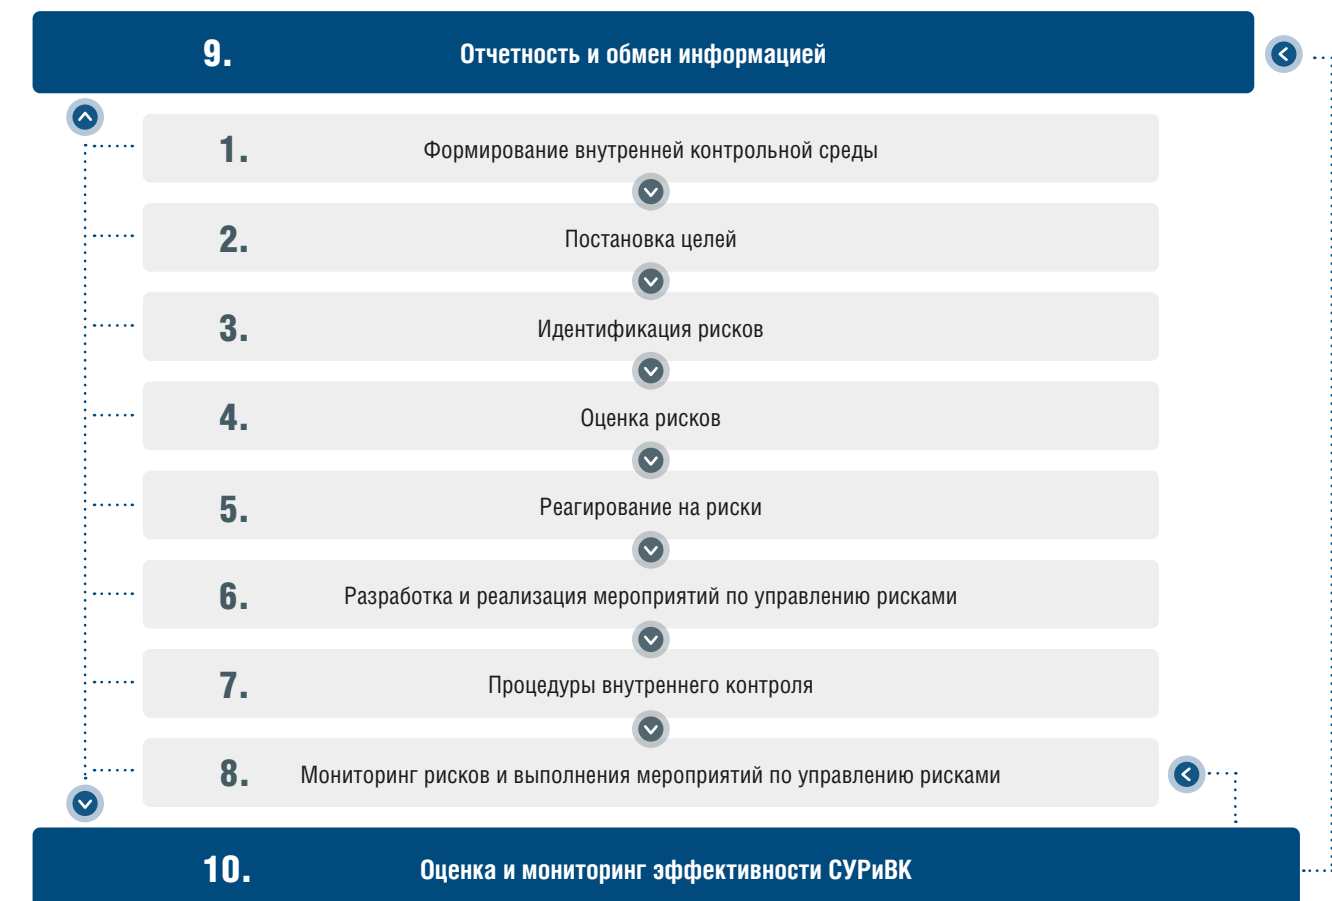 9. Отчетность и обмен информацией
1. Формирование внутренней контрольной среды
2. Постановка целей
3. Идентификация рисков
4. Оценка рисков
5. Реагирование на риски
6. Разработка и реализация мероприятий по управлению рисками
7. Процедуры внутреннего контроля
8. Мониторинг рисков и выполнения мероприятий по управлению рисками
10. Оценка и мониторинг эффективности СУРиВК